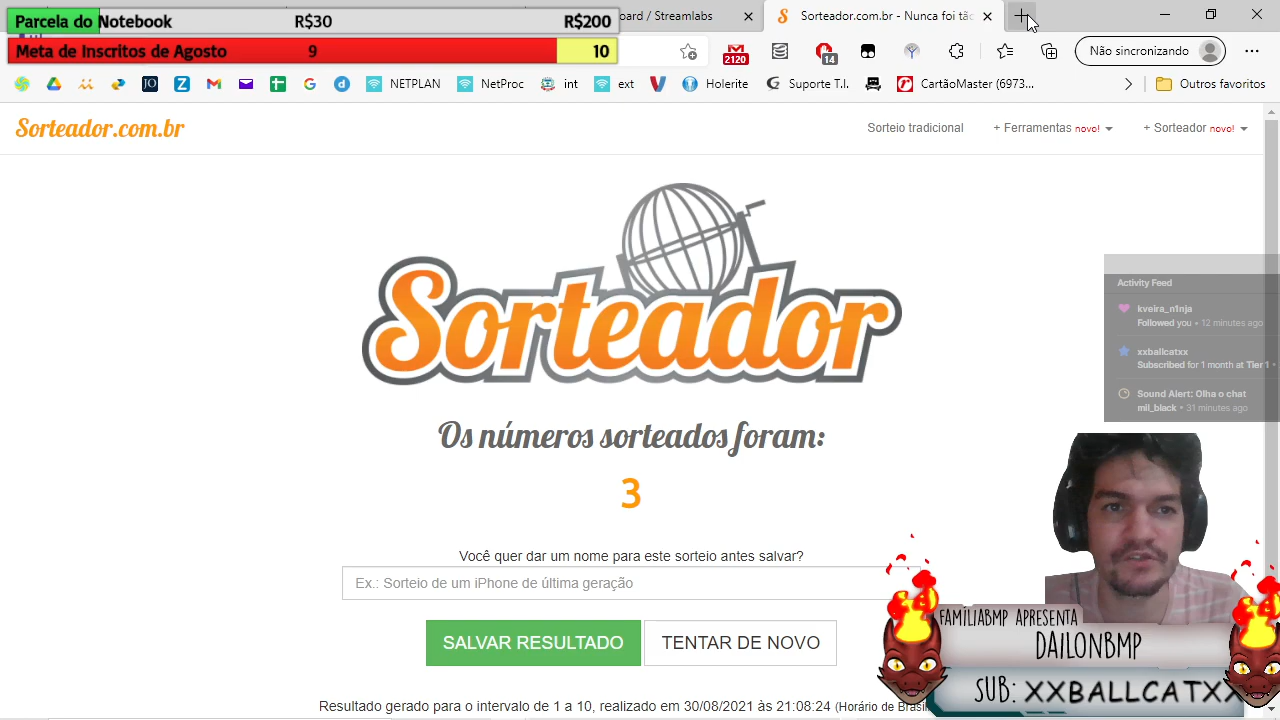 Parcela do Notebook R$30 R$200
oard / Streamlabs
Sorteador.com.br - Nunca foi tão
Meta de Inscritos de Agosto 9 10
2120
14
Não sincronizando
NETPLAN
NetProc
int
ext
Holerite
Suporte T.I.
CartãoMaster (6973...
Outros favoritos
Sorteador.com.br
Sorteio tradicional
+ Ferramentas novo!
+ Sorteador novo!
Sorteador
Activity Feed
kveira_n1nja
Followed you • 12 minutes ago
xxballcatxx
Subscribed for 1 month at Tier 1 •
Sound Alert: Olha o chat
mil_black • 31 minutes ago
Os números sorteados foram:
3
Você quer dar um nome para este sorteio antes salvar?
Ex.: Sorteio de um iPhone de última geração
SALVAR RESULTADO
TENTAR DE NOVO
FAMILIABMP APRESENTA
DAILONBMP
SUB: XXBALLCATXX
Resultado gerado para o intervalo de 1 a 10, realizado em 30/08/2021 às 21:08:24 (Horário de Brasíl